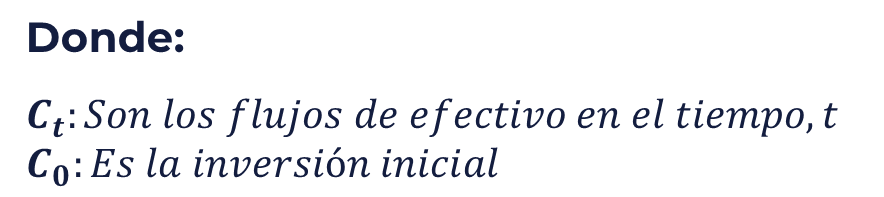 Donde:
Cₜ: Son los flujos de efectivo en el tiempo, t
C₀: Es la inversión inicial